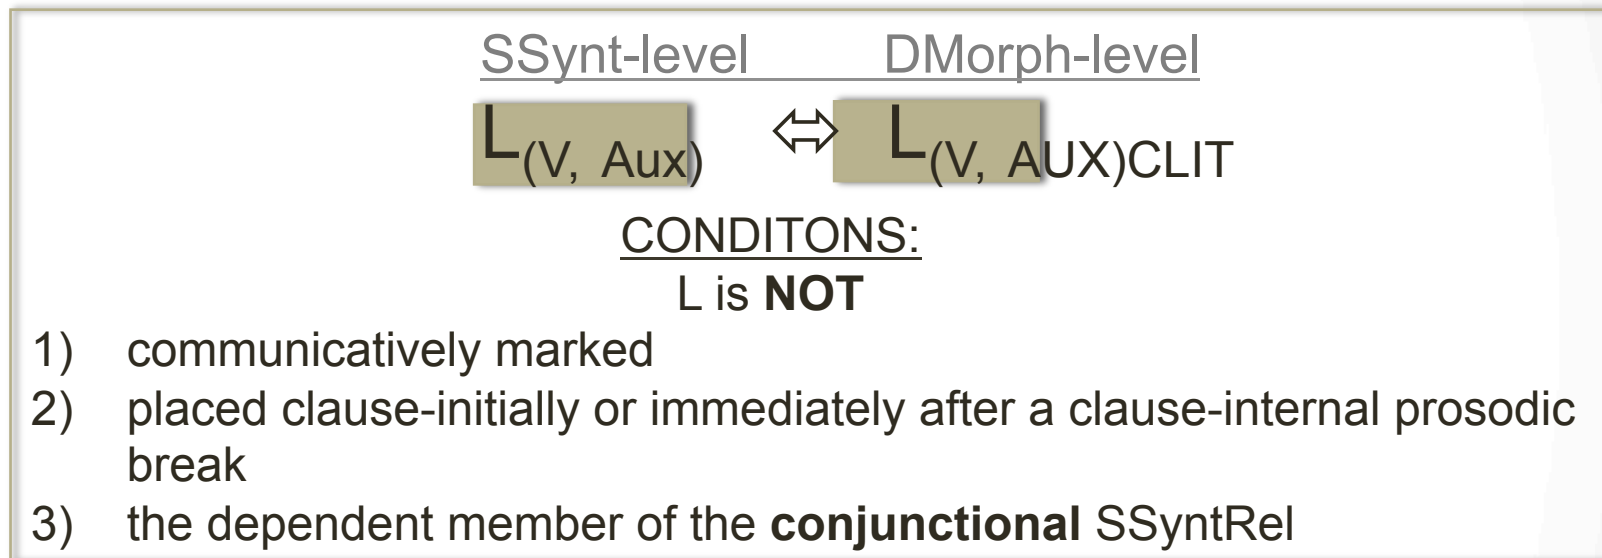 SSynt-level DMorph-level
L(V, Aux) ⇔ L(V, AUX)CLIT
CONDITONS:
L is NOT
1) communicatively marked
2) placed clause-initially or immediately after a clause-internal prosodic
break
3) the dependent member of the conjunctional SSyntRel